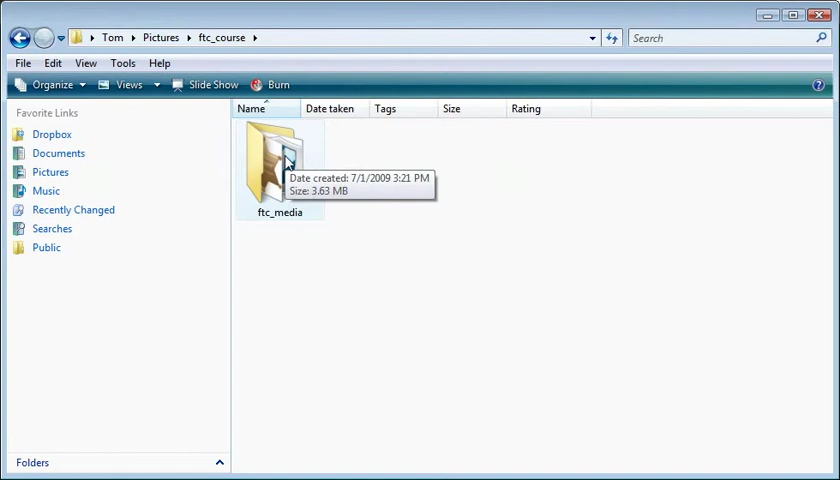 Tom Pictures ftc_course Search
File Edit View Tools Help
Organize Views Slide Show Burn
Favorite Links
Dropbox
Documents
Pictures
Music
Recently Changed
Searches
Public
Folders
Name Date taken Tags Size Rating
Date created: 7/1/2009 3:21 PM
Size: 3.63 MB
ftc_media